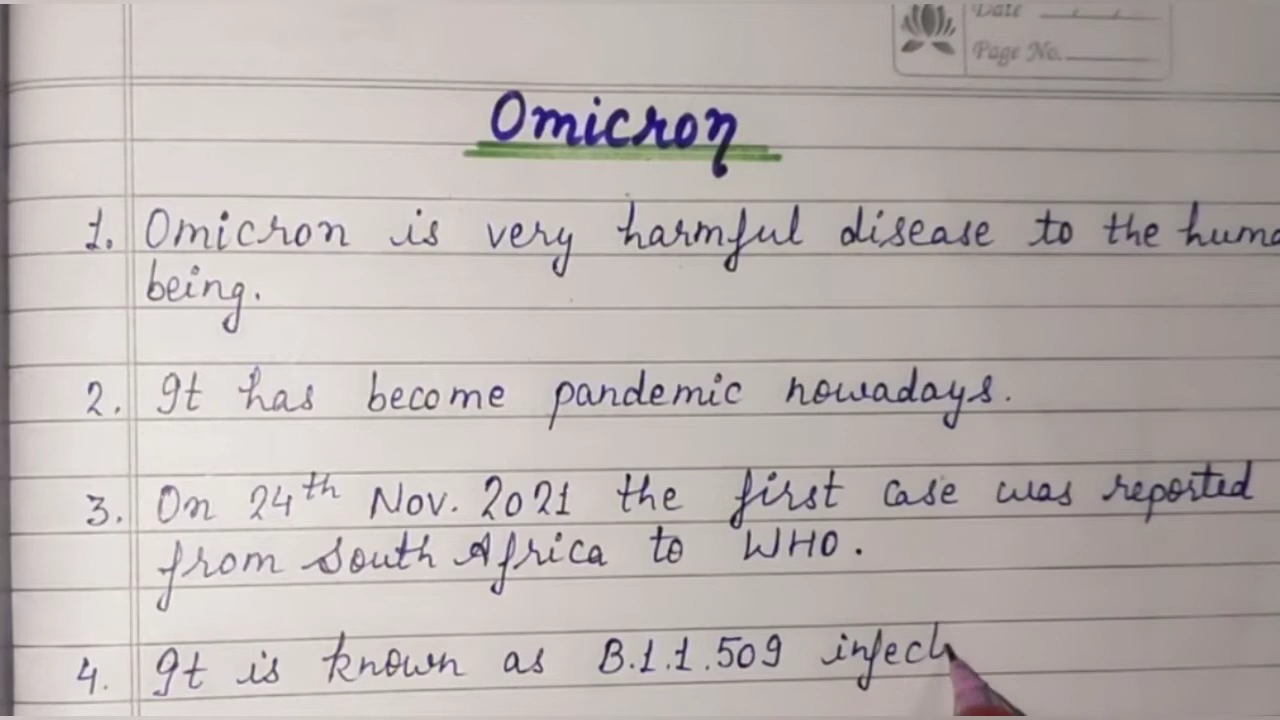 Date
Page No.
Omicron
1. Omicron is very harmful disease to the huma
being.
2. It has become pandemic nowadays.
3. On 24th Nov. 2021 the first case was reported
from South Africa to WHO.
4. It is known as B.1.1.509 infect